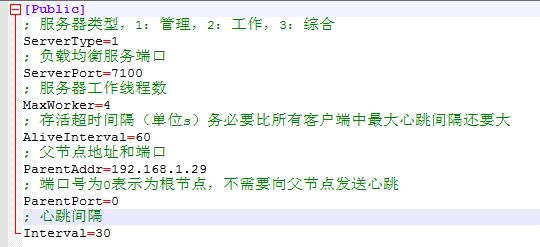 [Public]
; 服务器类型，1：管理，2：工作，3：综合
ServerType=1
; 负载均衡服务端口
ServerPort=7100
; 服务器工作线程数
MaxWorker=4
; 存活超时间隔（单位s）务必要比所有客户端中最大心跳间隔还要大
AliveInterval=60
; 父节点地址和端口
ParentAddr=192.168.1.29
; 端口号为0表示为根节点，不需要向父节点发送心跳
ParentPort=0
; 心跳间隔
Interval=30